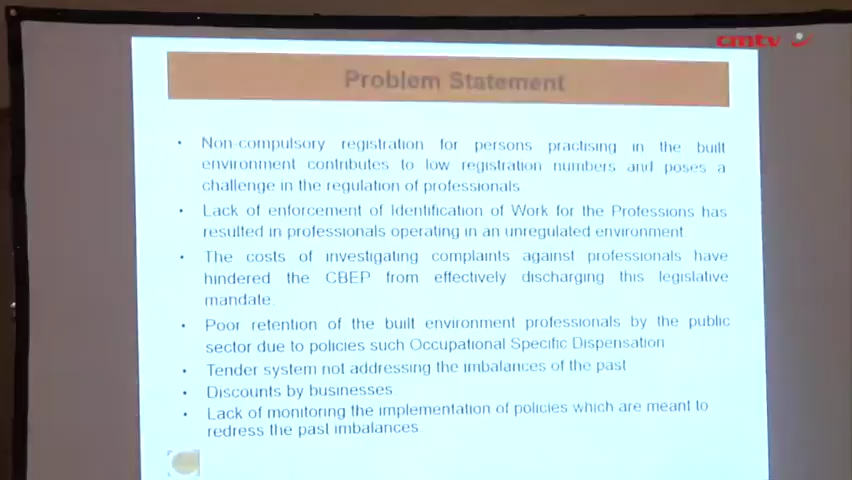 cmtv
Problem Statement
• Non-compulsory registration for persons practising in the built
environment contributes to low registration numbers and poses a
challenge in the regulation of professionals
• Lack of enforcement of Identification of Work for the Professions has
resulted in professionals operating in an unregulated environment
• The costs of investigating complaints against professionals have
hindered the CBEP from effectively discharging this legislative
mandate
• Poor retention of the built environment professionals by the public
sector due to policies such Occupational Specific Dispensation
• Tender system not addressing the imbalances of the past
• Discounts by businesses
• Lack of monitoring the implementation of policies which are meant to
redress the past imbalances